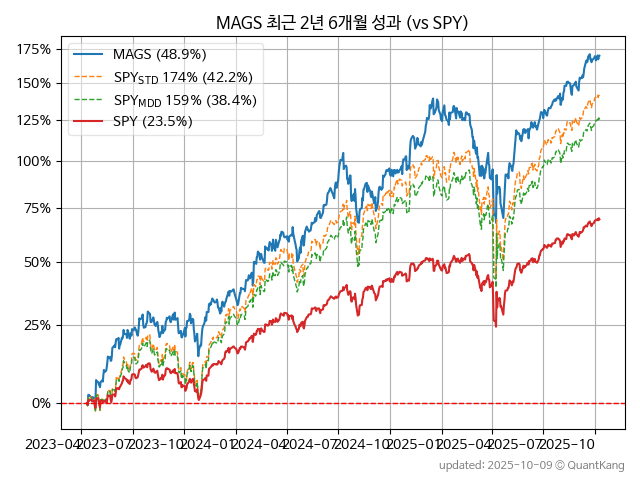 MAGS 최근 2년 6개월 성과 (vs SPY)
175%
150%
125%
100%
75%
50%
25%
0%
MAGS (48.9%)
SPYSTD 174% (42.2%)
SPYMDD 159% (38.4%)
SPY (23.5%)
2023-04 2023-07 2023-10 2024-01 2024-04 2024-07 2024-10 2025-01 2025-04 2025-07 2025-10
updated: 2025-10-09 © QuantKang